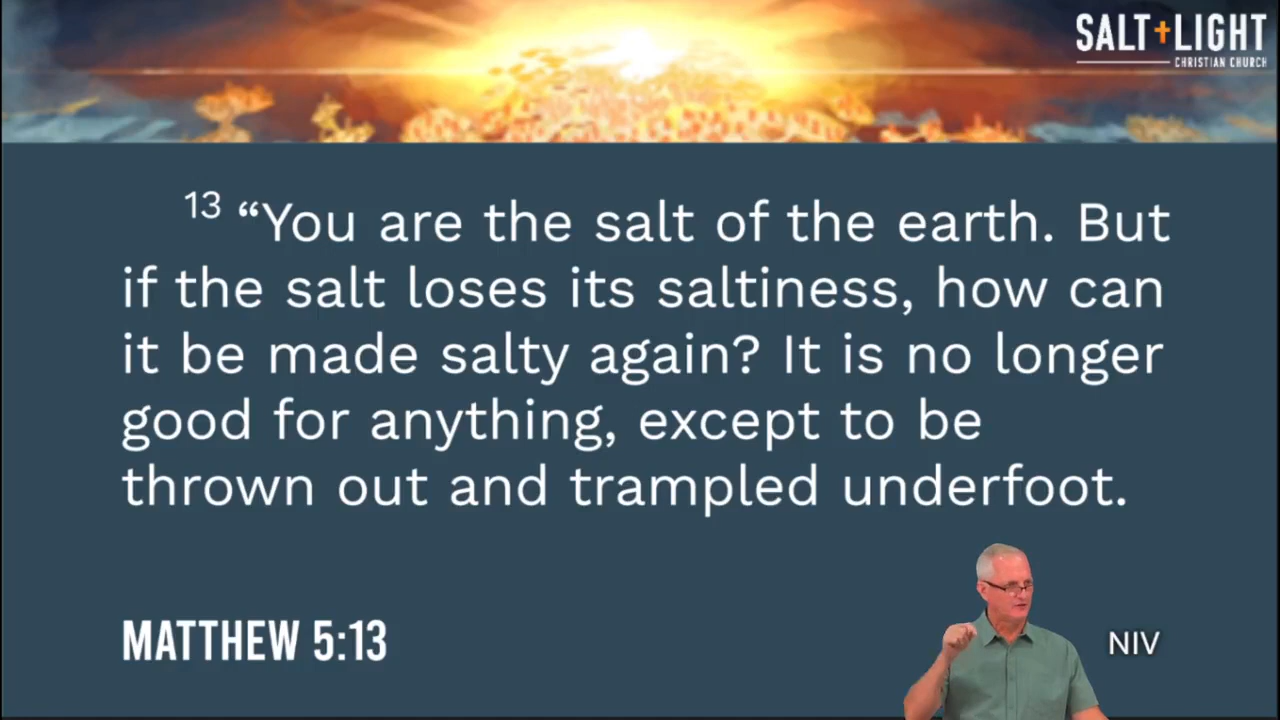 SALT+LIGHT
CHRISTIAN CHURCH
13 “You are the salt of the earth. But
if the salt loses its saltiness, how can
it be made salty again? It is no longer
good for anything, except to be
thrown out and trampled underfoot.
MATTHEW 5:13
NIV